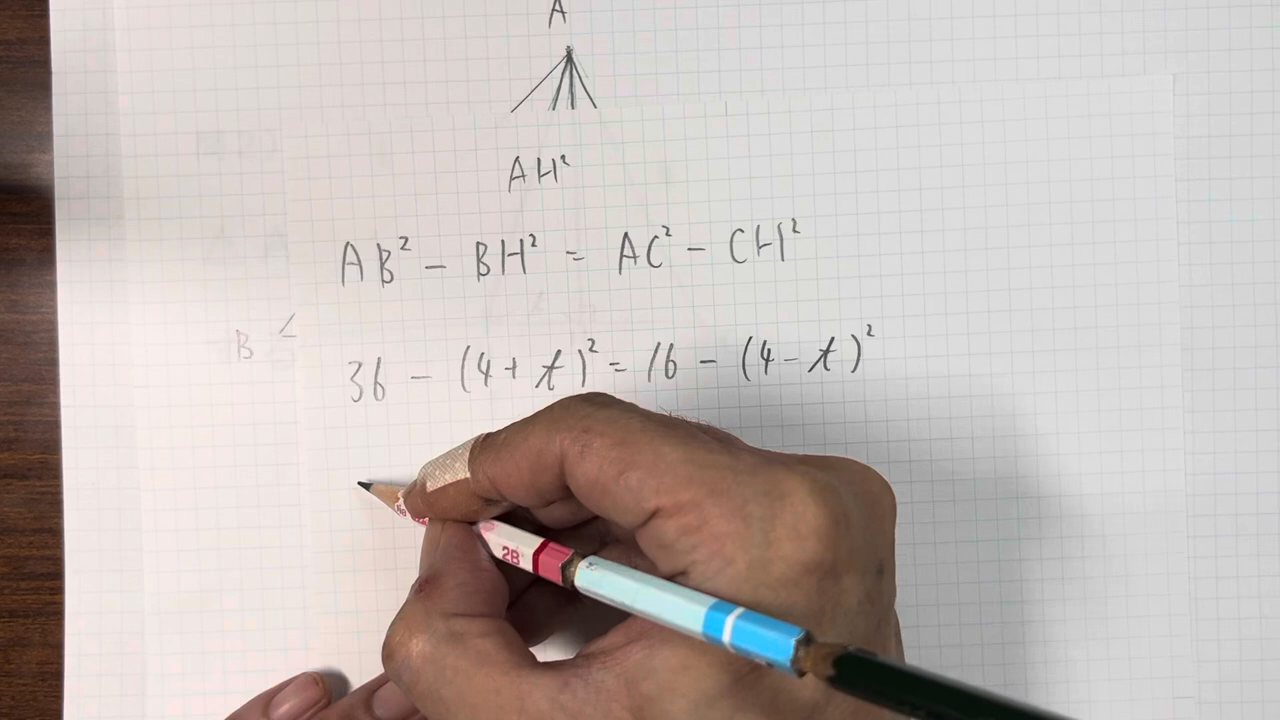 A
AH²
AB² - BH² = AC² - CH²
B
36 - (4 + t)² = 16 - (4 - t)²
2B